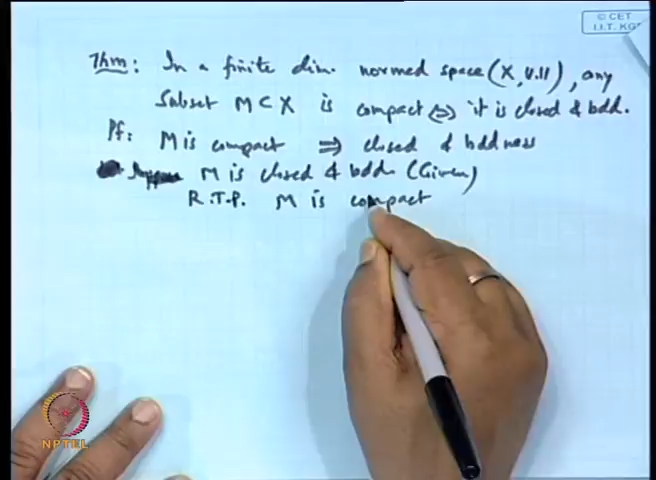 © CET
I.I.T. KGP
Thm: In a finite dim. normed space (X, ||.||), any
Subset M ⊂ X is compact ⇔ it is closed & bdd.
Pf: M is compact ⇒ closed & bddness
M is closed & bdd (Given)
R.T.P. M is compact
NPTEL